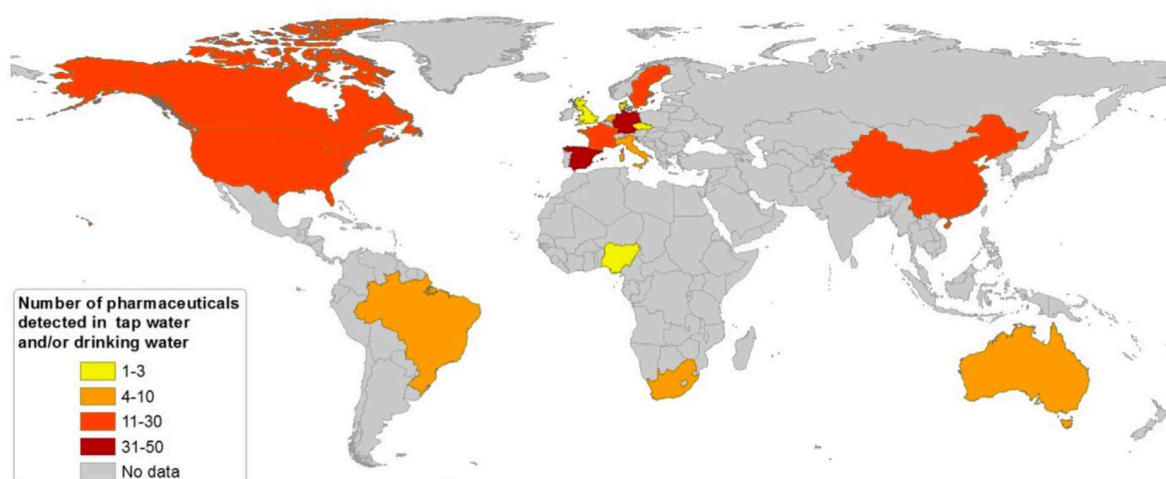 Number of pharmaceuticals
detected in tap water
and/or drinking water
1-3
4-10
11-30
31-50
No data